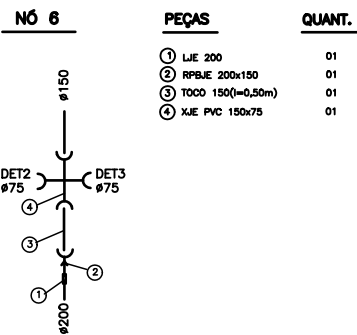 NÓ 6
PEÇAS QUANT.
1 LJE 200 01
2 RPBJE 200x150 01
3 TOCO 150(l=0,50m) 01
4 XJE PVC 150x75 01
ø150
DET2 DET3
ø75 ø75
4
3
2
1
ø200